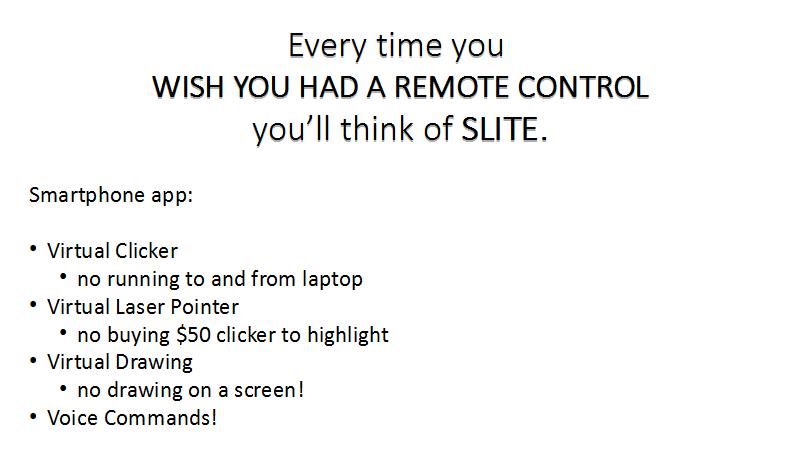 Every time you
WISH YOU HAD A REMOTE CONTROL
you’ll think of SLITE.
Smartphone app:
• Virtual Clicker
• no running to and from laptop
• Virtual Laser Pointer
• no buying $50 clicker to highlight
• Virtual Drawing
• no drawing on a screen!
• Voice Commands!